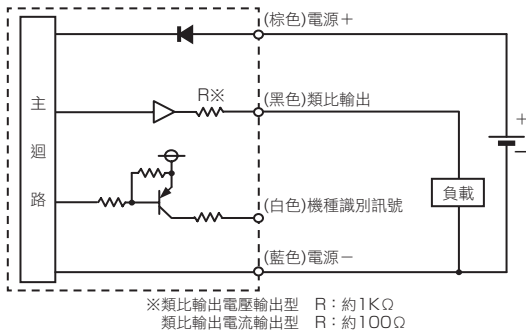 (棕色)電源＋
主迴路
R※
(黑色)類比輸出
＋
－
負載
(白色)機種識別訊號
(藍色)電源－
※類比輸出電壓輸出型 R：約1KΩ
類比輸出電流輸出型 R：約100Ω